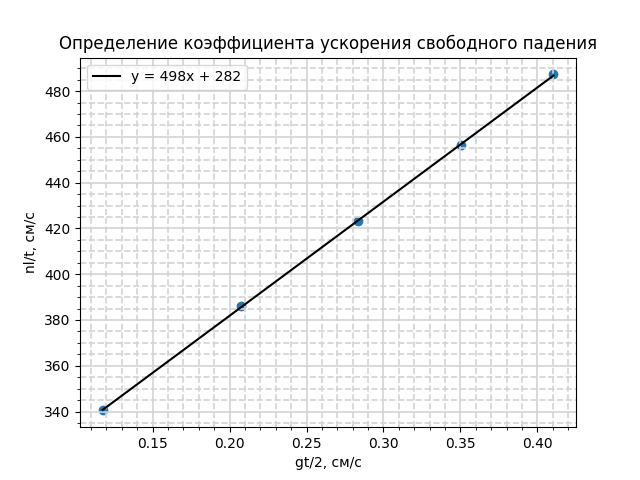 Определение коэффициента ускорения свободного падения
y = 498x + 282
480
460
440
420
400
380
360
340
nl/t, см/с
0.15 0.20 0.25 0.30 0.35 0.40
gt/2, см/с